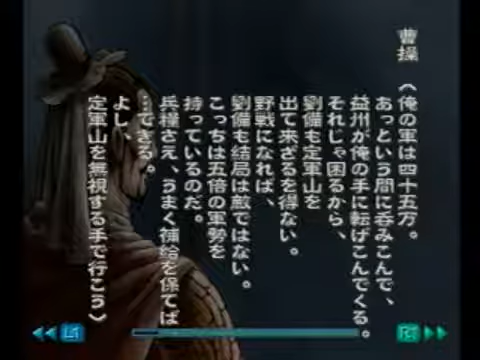 曹操
（俺の軍は四十五万。
あっという間に呑みこんで、
益州が俺の手に転げこんでくる。
それじゃ困るから、
劉備も定軍山を
出て来ざるを得ない。
野戦になれば、
劉備も結局は敵ではない。
こっちは五倍の軍勢を
持っているのだ。
兵糧さえ、うまく補給を保てば
…できる。
よし、
定軍山を無視する手で行こう）
L1
R1